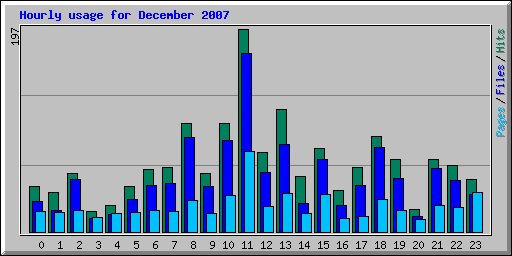 Hourly usage for December 2007
197
Pages / Files / Hits
0 1 2 3 4 5 6 7 8 9 10 11 12 13 14 15 16 17 18 19 20 21 22 23